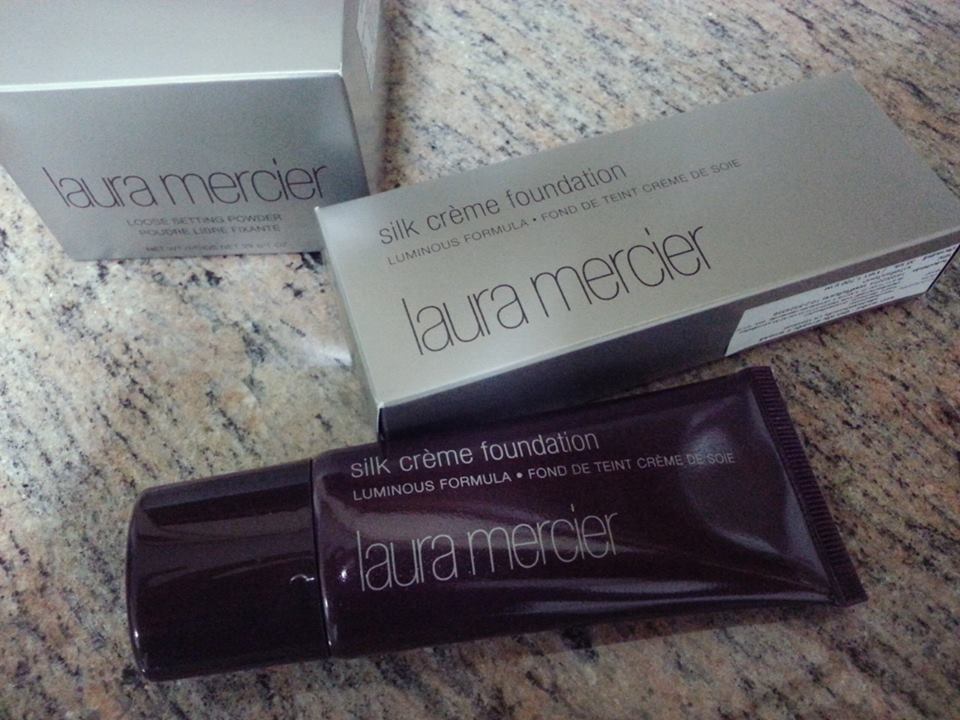 laura mercier
LOOSE SETTING POWDER
POUDRE LIBRE FIXANTE
silk crème foundation
LUMINOUS FORMULA • FOND DE TEINT CRÈME DE SOIE
laura mercier
silk crème foundation
LUMINOUS FORMULA • FOND DE TEINT CRÈME DE SOIE
laura mercier